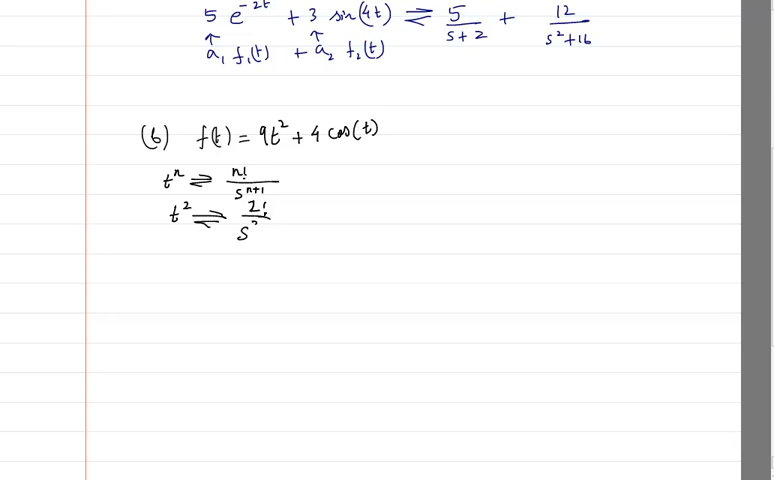 5 e^{-2t} + 3 sin(4t) ⇌ 5/(s+2) + 12/(s²+16)
↑ ↑
a₁ f₁(t) + a₂ f₂(t)
(b) f(t) = 9t² + 4 cos(t)
tⁿ ⇌ n!/s^{n+1}
t² ⇌ 2!/s